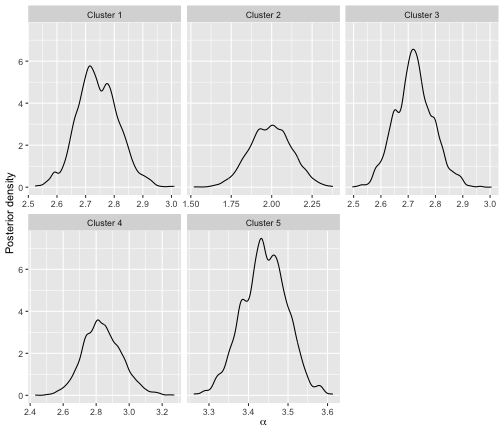 Cluster 1 Cluster 2 Cluster 3
6
4
2
0
2.5 2.6 2.7 2.8 2.9 3.0 1.50 1.75 2.00 2.25 2.5 2.6 2.7 2.8 2.9 3.0
Posterior density
Cluster 4 Cluster 5
6
4
2
0
2.4 2.6 2.8 3.0 3.2 3.3 3.4 3.5 3.6
α